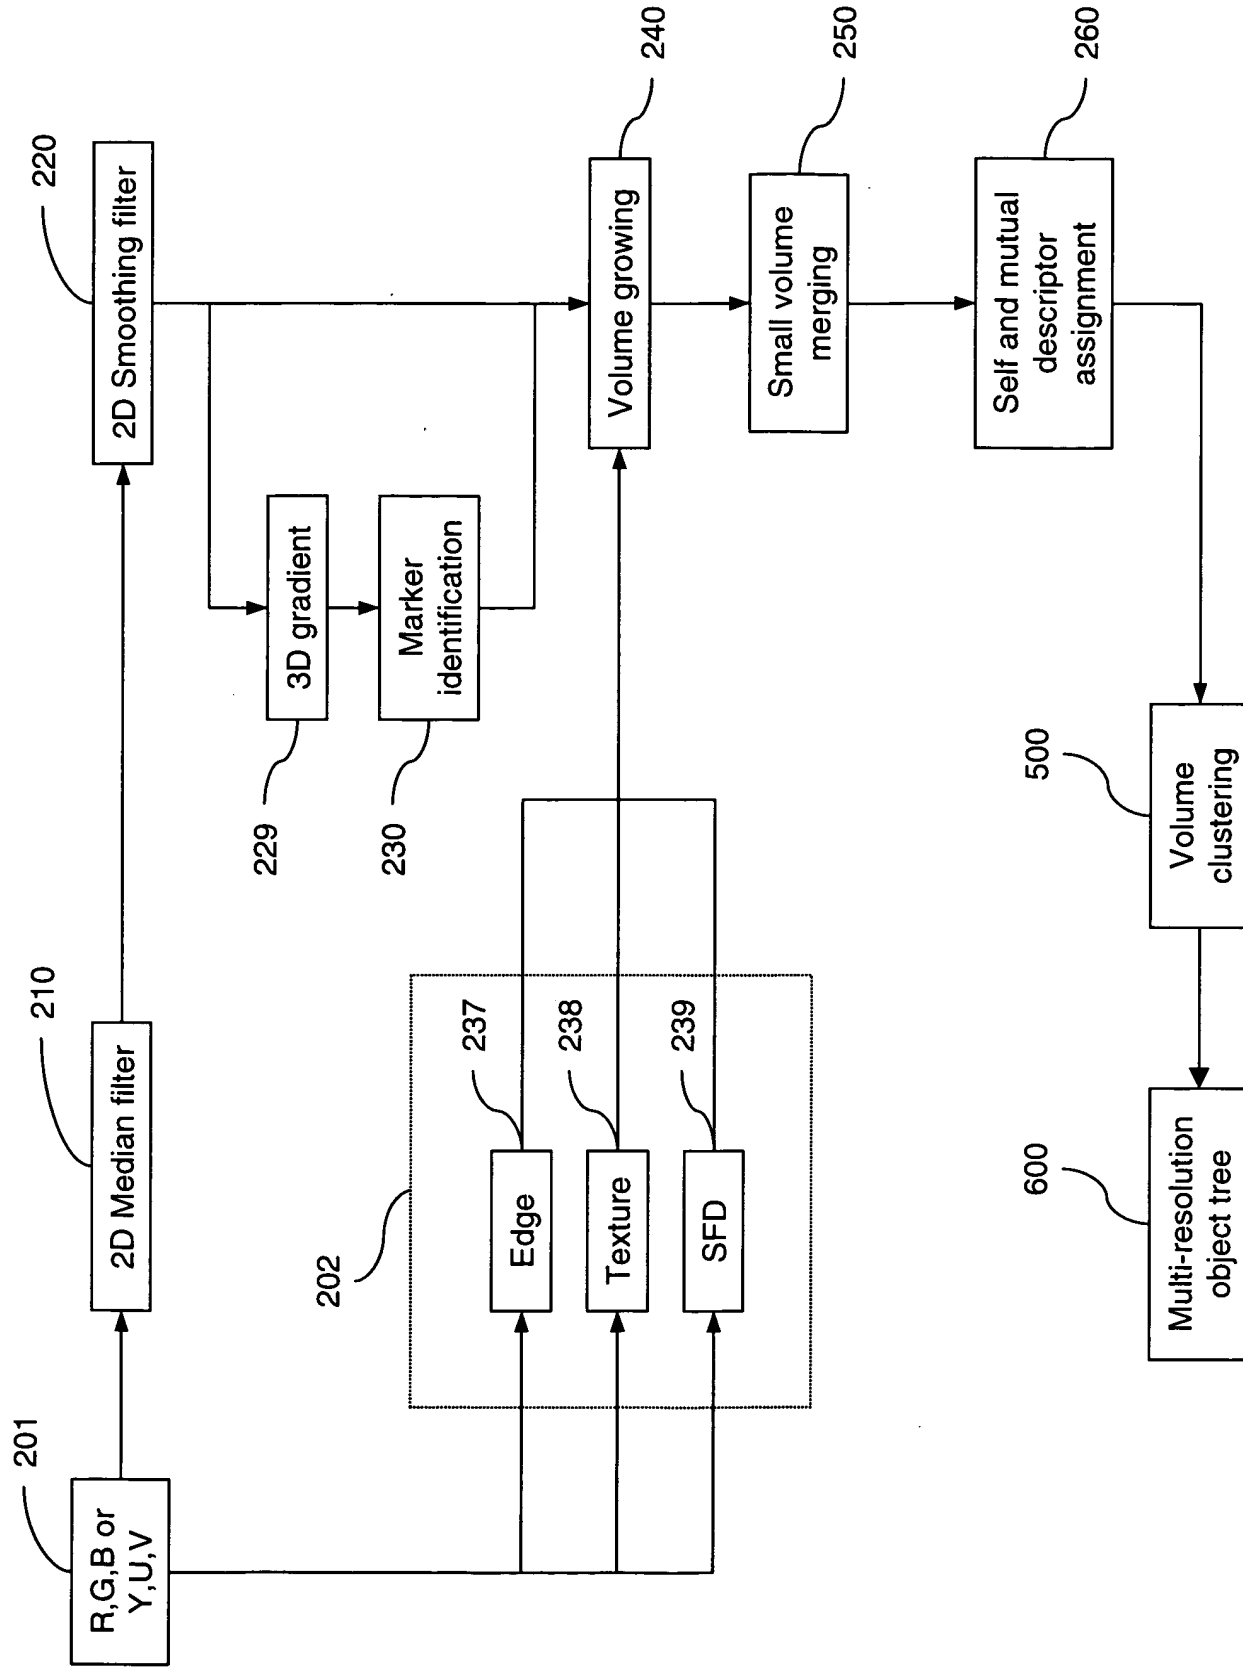 201
R,G,B or
Y,U,V
210
2D Median filter
220
2D Smoothing filter
229
3D gradient
230
Marker
identification
202
237
Edge
238
Texture
239
SFD
240
Volume growing
250
Small volume
merging
260
Self and mutual
descriptor
assignment
500
Volume
clustering
600
Multi-resolution
object tree